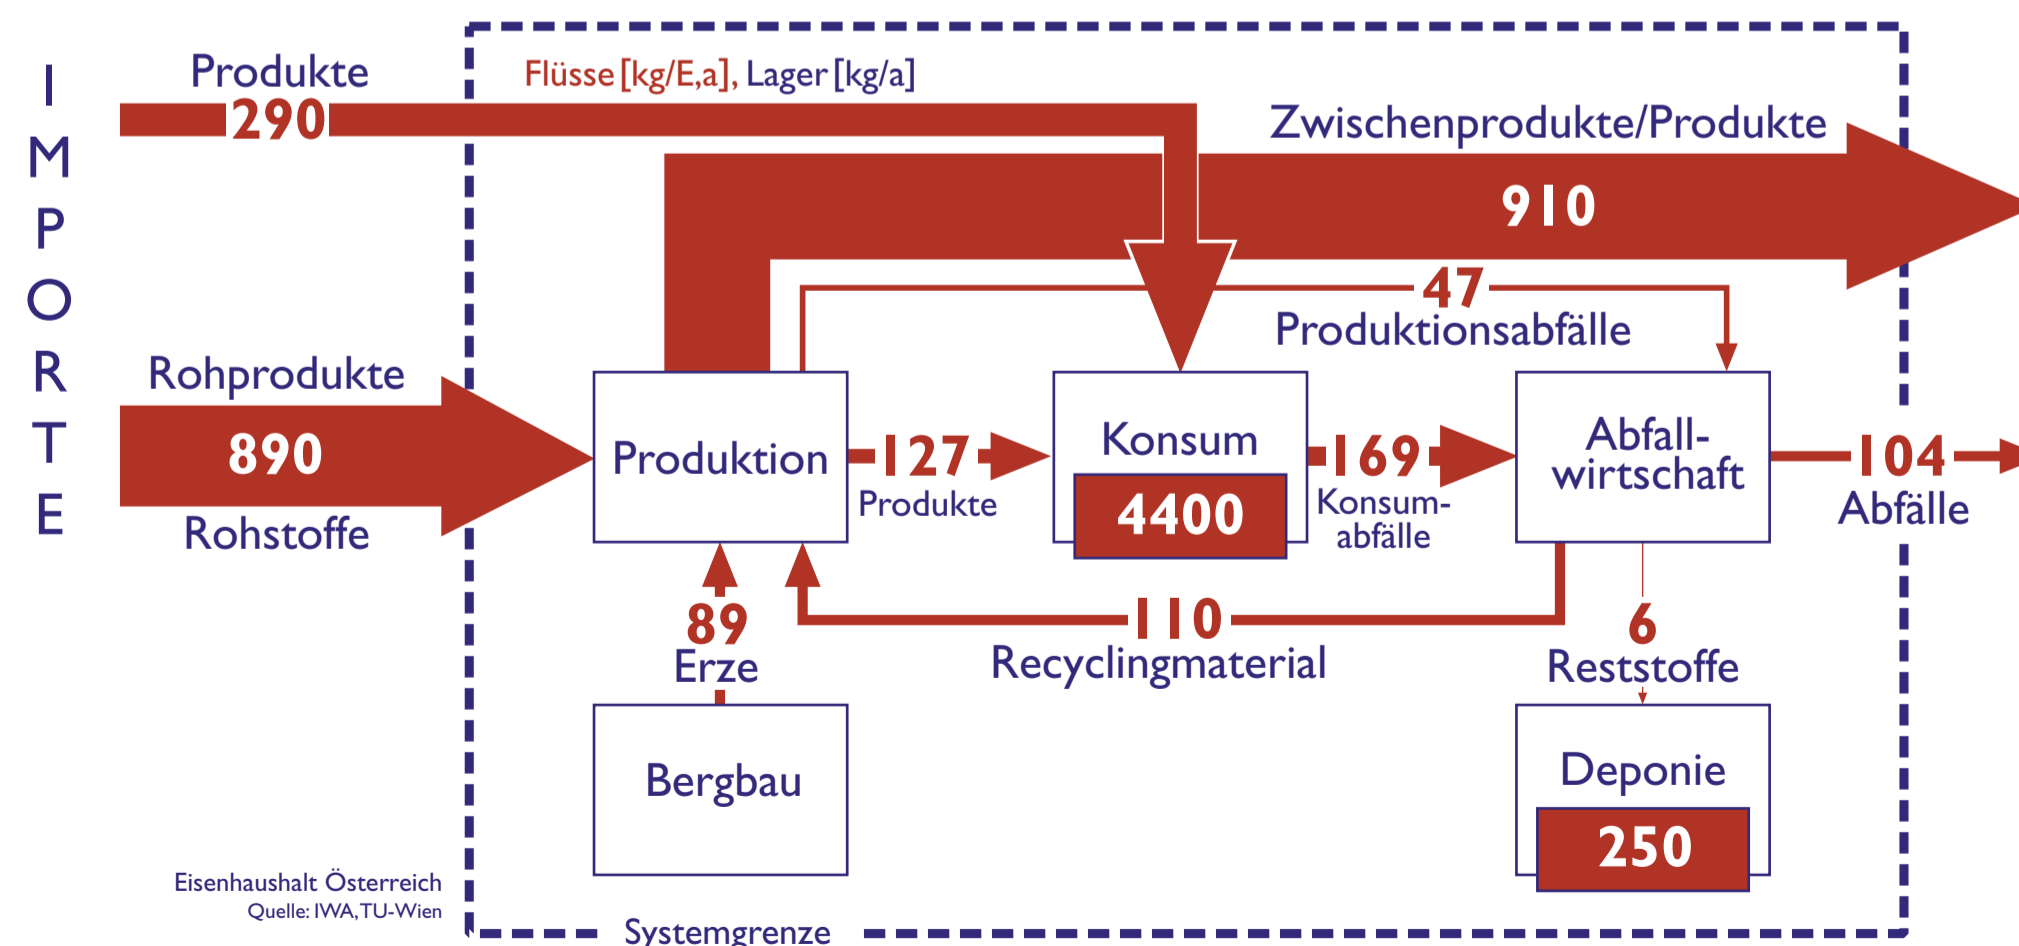 IMPORTE
Produkte
290
Flüsse [kg/E,a], Lager [kg/a]
Zwischenprodukte/Produkte
910
47
Produktionsabfälle
Rohprodukte
890
Rohstoffe
Produktion
127
Produkte
Konsum
4400
169
Konsum-
abfälle
Abfall-
wirtschaft
104
Abfälle
89
Erze
110
Recyclingmaterial
6
Reststoffe
Bergbau
Deponie
250
Eisenhaushalt Österreich
Quelle: IWA, TU-Wien
Systemgrenze